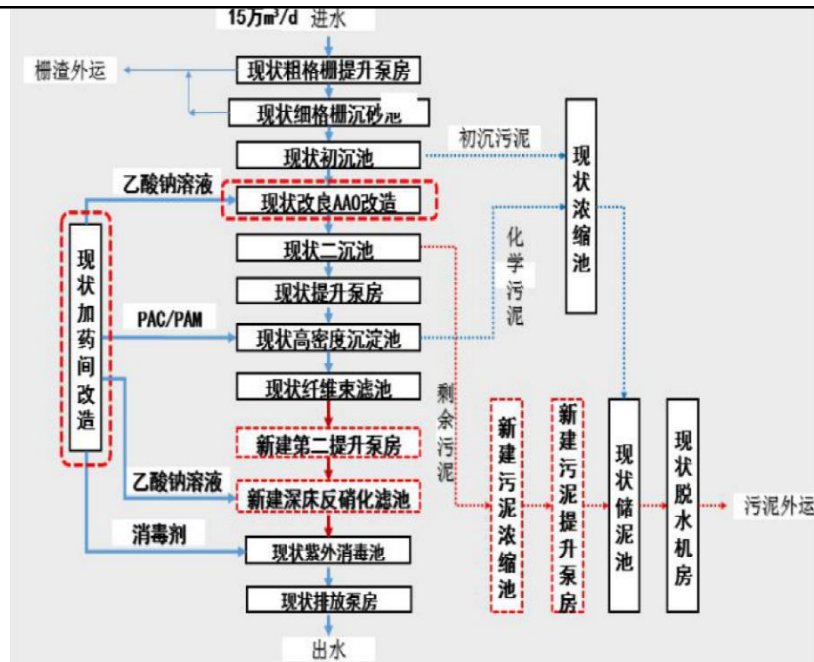 15万m³/d 进水
栅渣外运
现状粗格栅提升泵房
现状细格栅沉砂池
现状初沉池
初沉污泥
现状浓缩池
乙酸钠溶液
现状改良AAO改造
现状二沉池
化学污泥
现状加药间改造
现状提升泵房
PAC/PAM
现状高密度沉淀池
现状纤维束滤池
剩余污泥
新建第二提升泵房
乙酸钠溶液
新建深床反硝化滤池
新建污泥浓缩池
新建污泥提升泵房
现状储泥池
现状脱水机房
污泥外运
消毒剂
现状紫外消毒池
现状排放泵房
出水